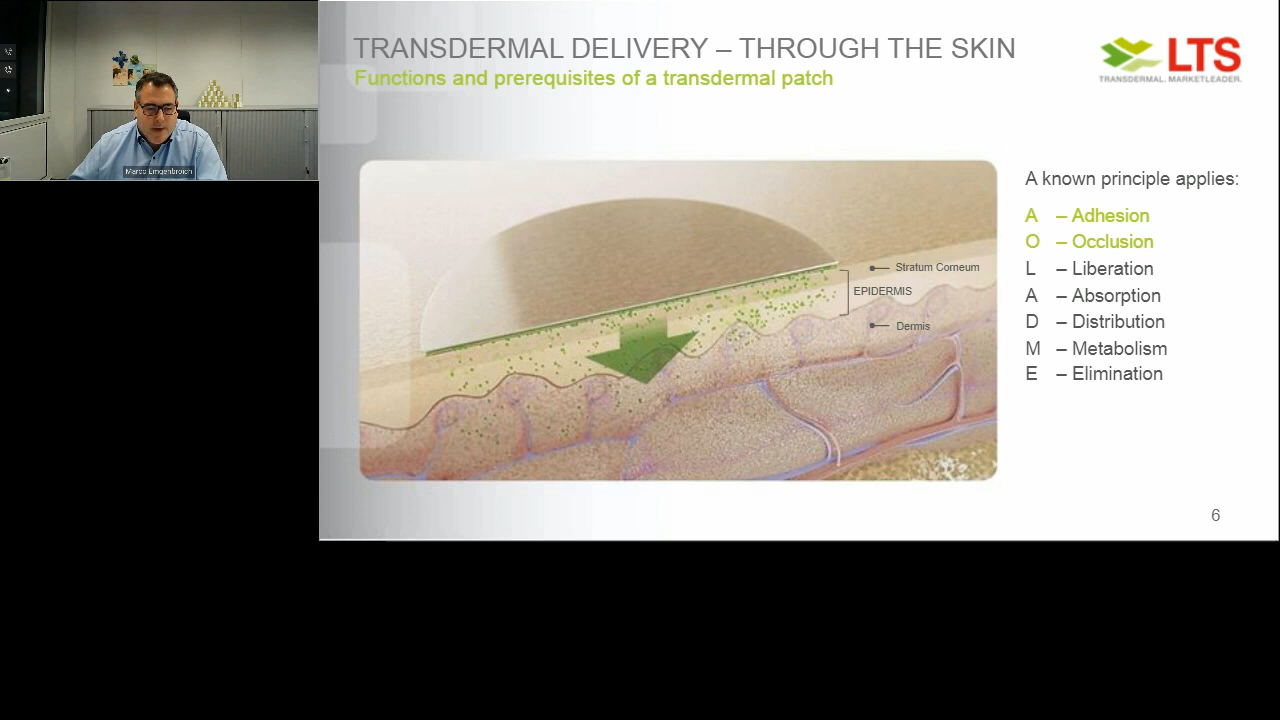 Marco Emgenbroich
TRANSDERMAL DELIVERY – THROUGH THE SKIN
Functions and prerequisites of a transdermal patch
LTS
TRANSDERMAL. MARKETLEADER.
Stratum Corneum
EPIDERMIS
Dermis
A known principle applies:
A – Adhesion
O – Occlusion
L – Liberation
A – Absorption
D – Distribution
M – Metabolism
E – Elimination
6